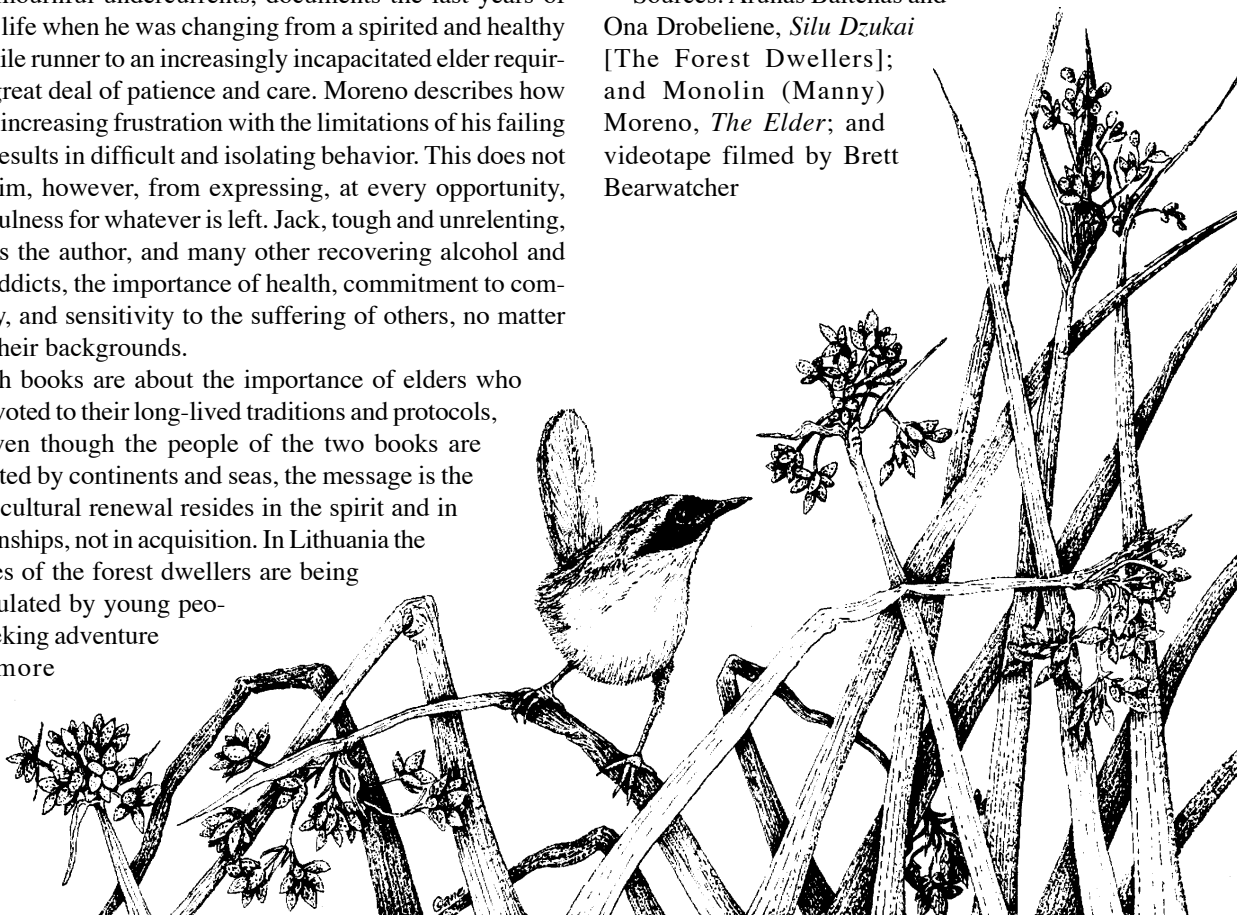 mournful undercurrents, documents the last years of
life when he was changing from a spirited and healthy
ile runner to an increasingly incapacitated elder requir-
great deal of patience and care. Moreno describes how
increasing frustration with the limitations of his failing
esults in difficult and isolating behavior. This does not
im, however, from expressing, at every opportunity,
ulness for whatever is left. Jack, tough and unrelenting,
s the author, and many other recovering alcohol and
ddicts, the importance of health, commitment to com-
y, and sensitivity to the suffering of others, no matter
heir backgrounds.
h books are about the importance of elders who
voted to their long-lived traditions and protocols,
ven though the people of the two books are
ted by continents and seas, the message is the
cultural renewal resides in the spirit and in
nships, not in acquisition. In Lithuania the
es of the forest dwellers are being
ulated by young peo-
eking adventure
more
Sources: Arunas Baltenas and
Ona Drobeliene, Silu Dzukai
[The Forest Dwellers];
and Monolin (Manny)
Moreno, The Elder; and
videotape filmed by Brett
Bearwatcher